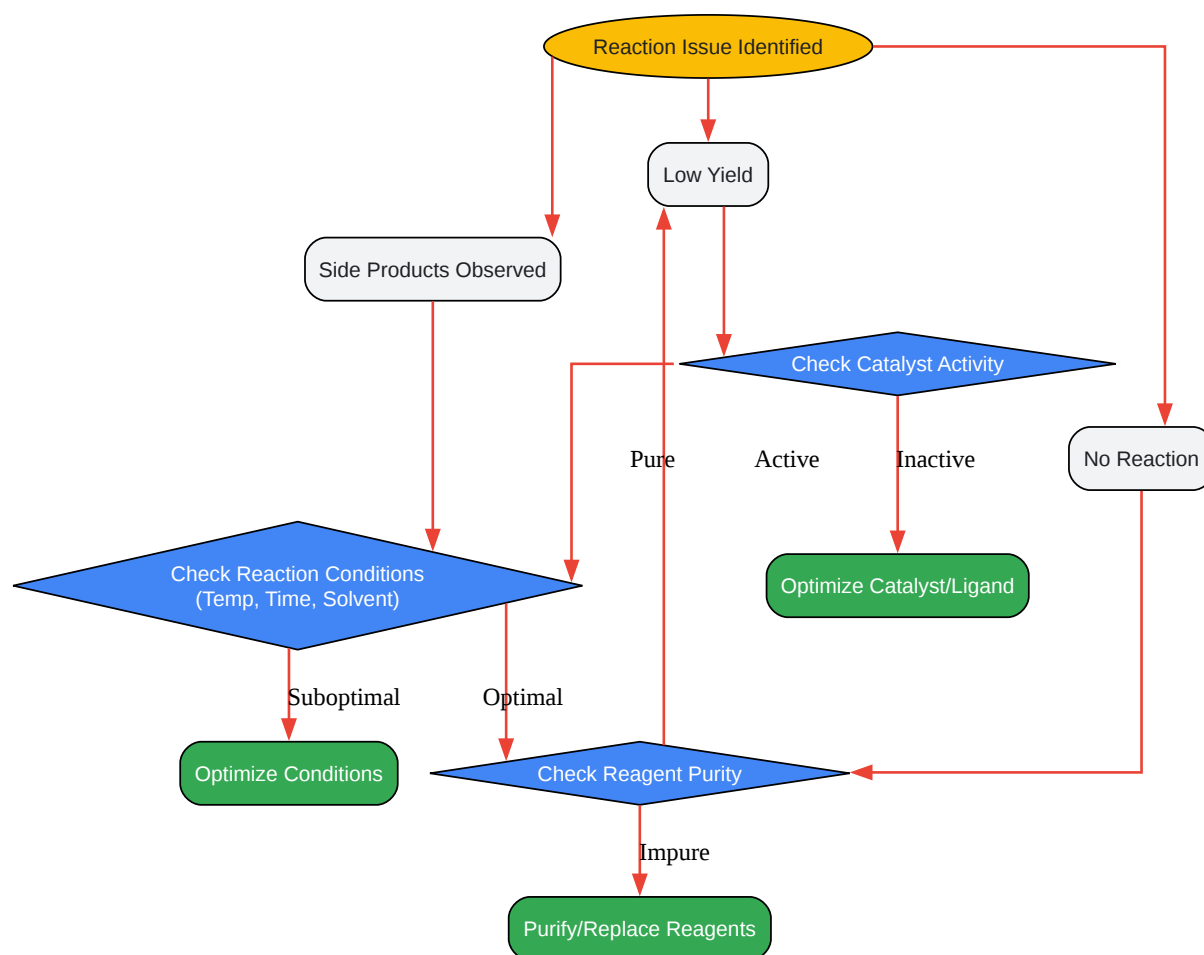 Reaction Issue Identified
Low Yield
Side Products Observed
Check Catalyst Activity
Pure
Active
Inactive
No Reaction
Check Reaction Conditions
(Temp, Time, Solvent)
Optimize Catalyst/Ligand
Suboptimal
Optimal
Optimize Conditions
Check Reagent Purity
Impure
Purify/Replace Reagents